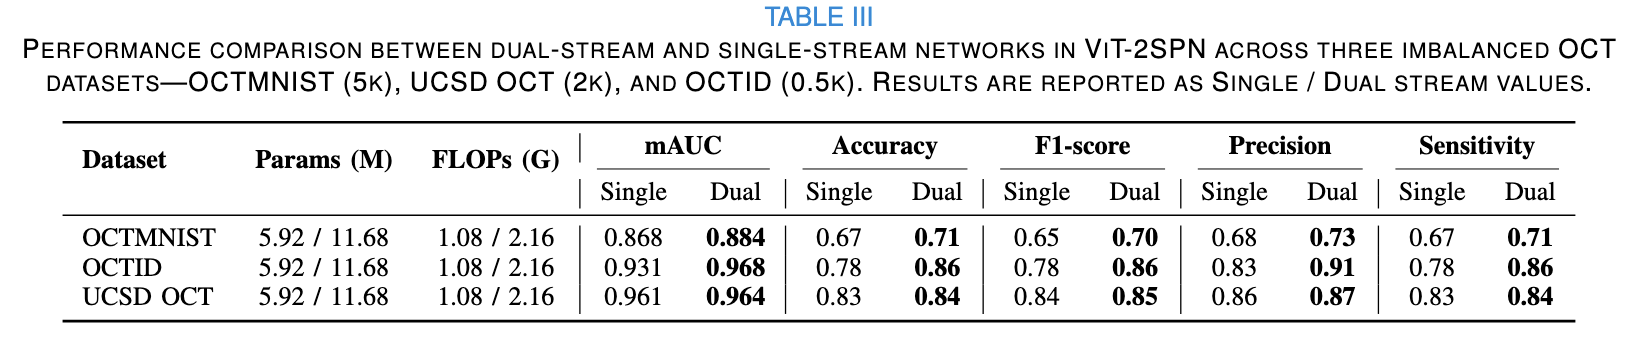 TABLE III
PERFORMANCE COMPARISON BETWEEN DUAL-STREAM AND SINGLE-STREAM NETWORKS IN VIT-2SPN ACROSS THREE IMBALANCED OCT
DATASETS—OCTMNIST (5K), UCSD OCT (2K), AND OCTID (0.5K). RESULTS ARE REPORTED AS SINGLE / DUAL STREAM VALUES.
Dataset Params (M) FLOPs (G) mAUC Accuracy F1-score Precision Sensitivity
Single Dual Single Dual Single Dual Single Dual Single Dual
OCTMNIST 5.92 / 11.68 1.08 / 2.16 0.868 0.884 0.67 0.71 0.65 0.70 0.68 0.73 0.67 0.71
OCTID 5.92 / 11.68 1.08 / 2.16 0.931 0.968 0.78 0.86 0.78 0.86 0.83 0.91 0.78 0.86
UCSD OCT 5.92 / 11.68 1.08 / 2.16 0.961 0.964 0.83 0.84 0.84 0.85 0.86 0.87 0.83 0.84